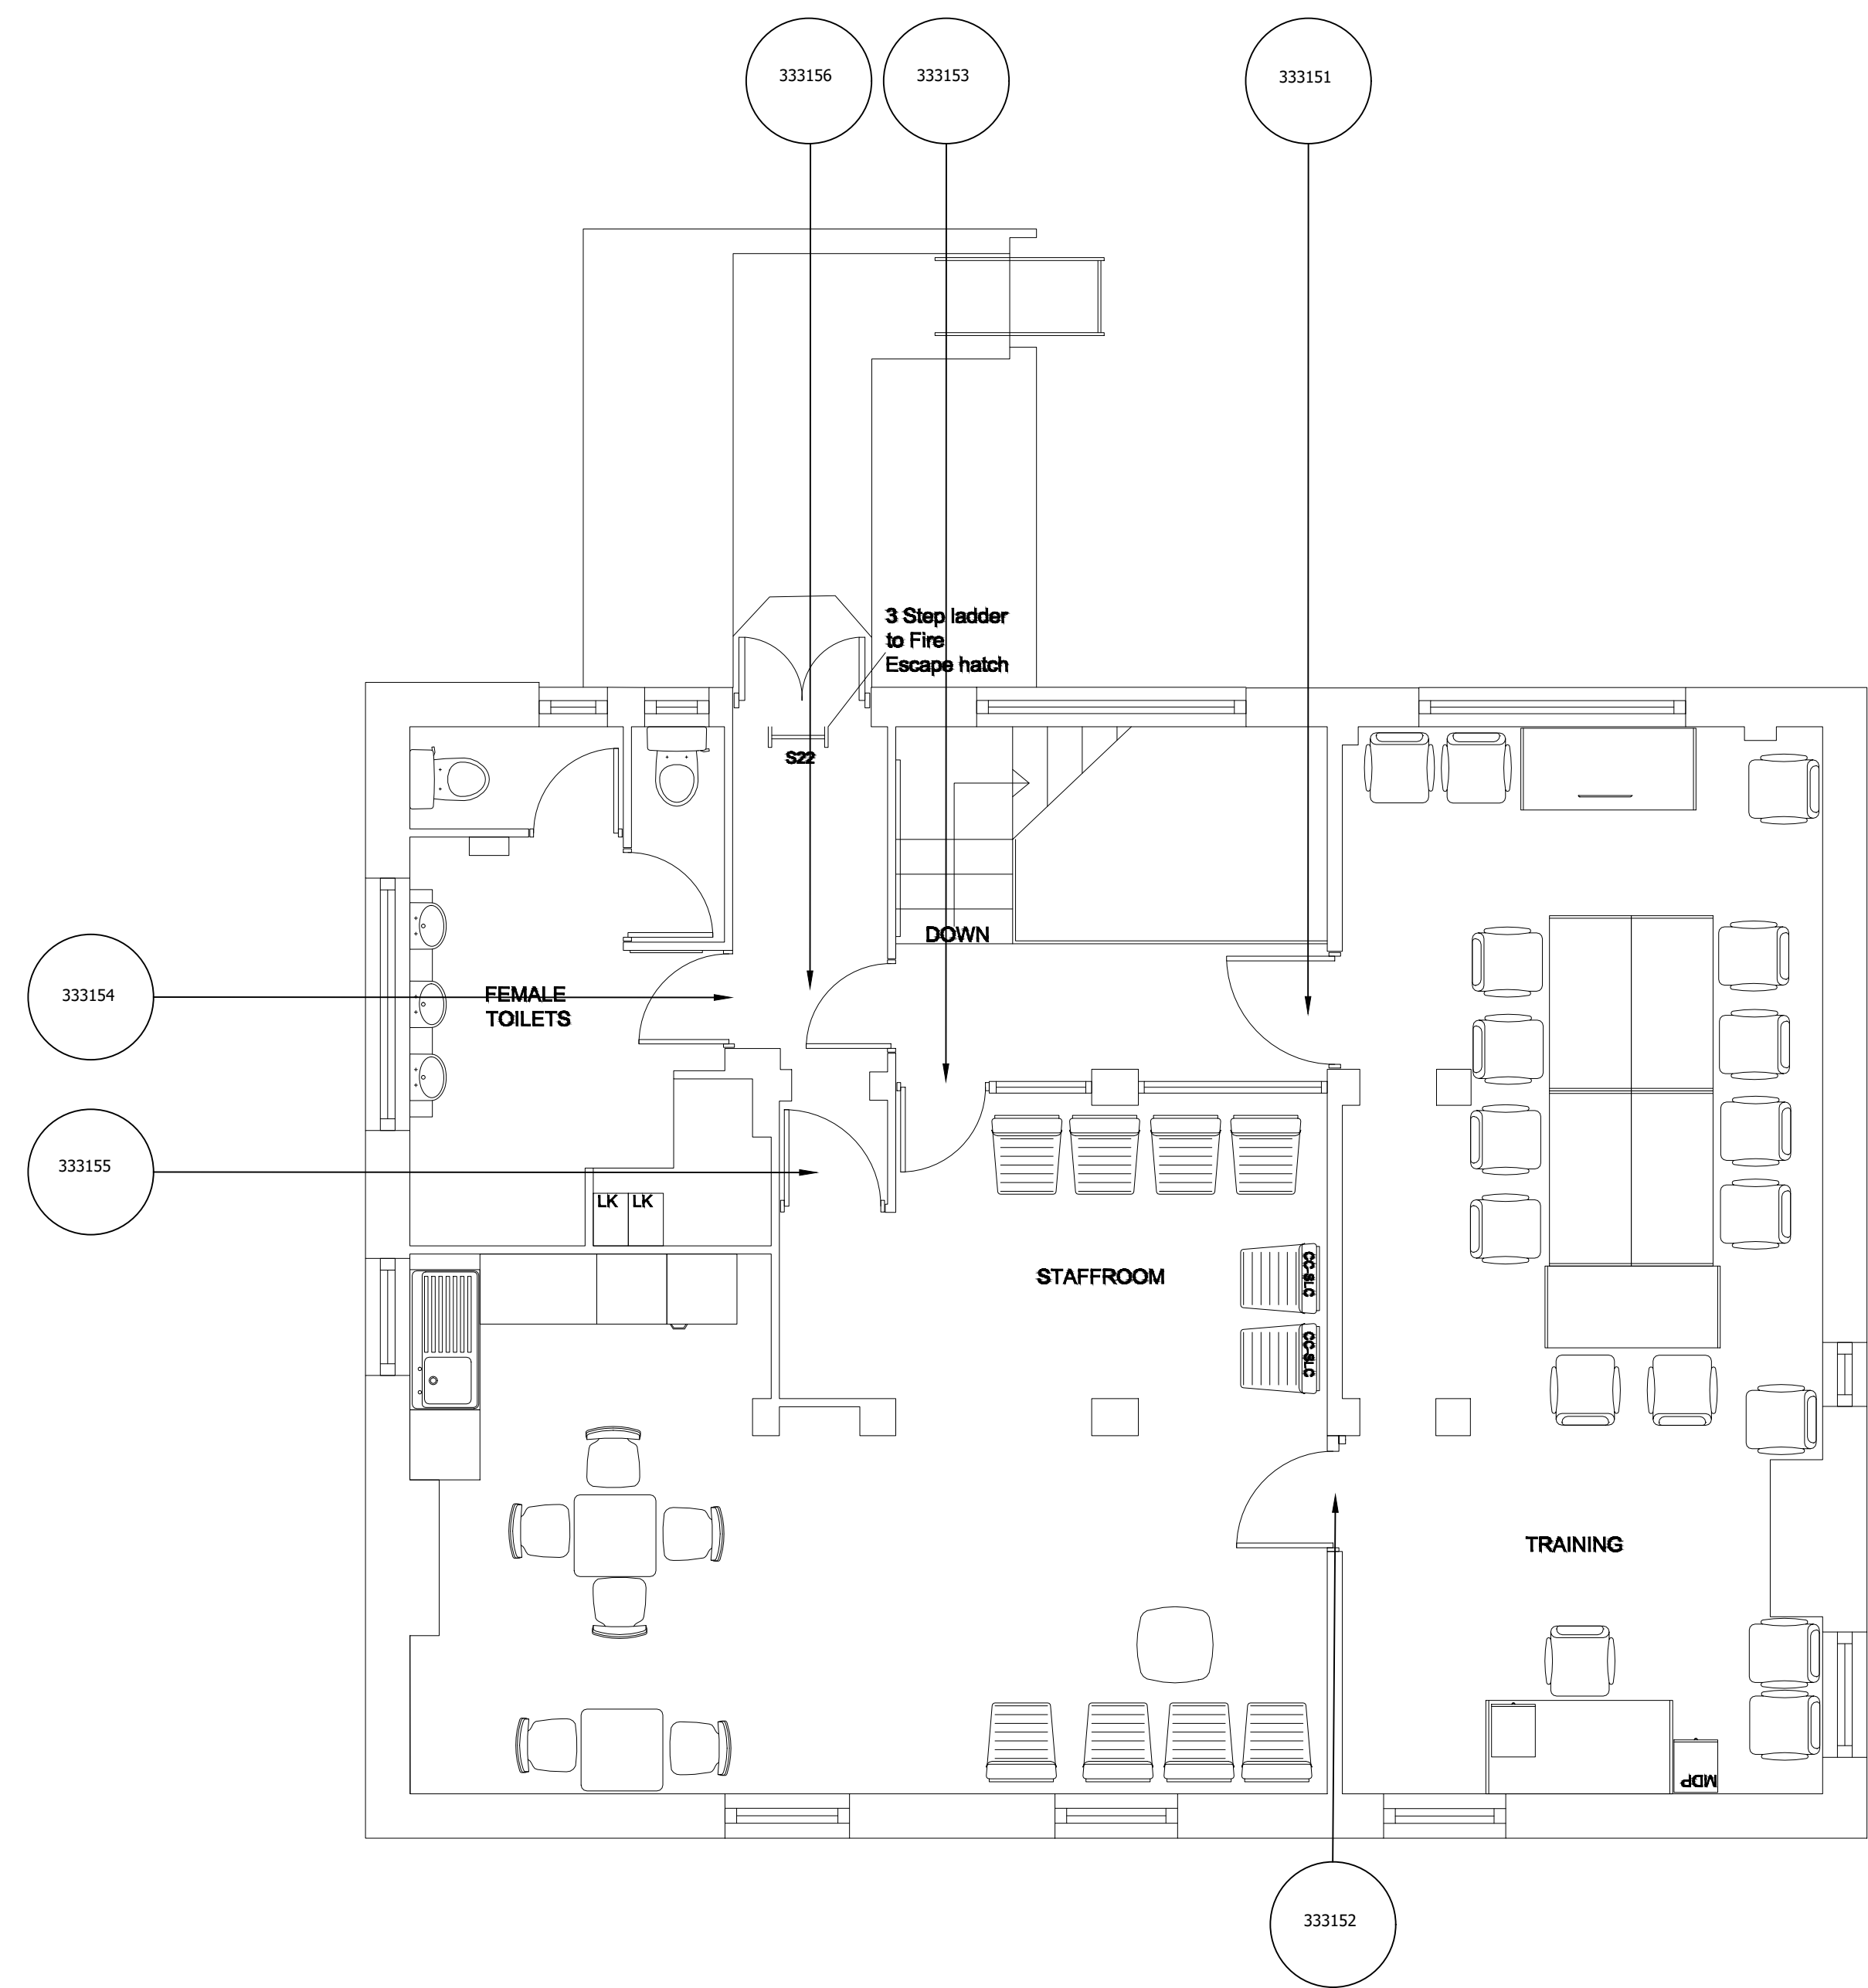 333156
333153
333151
3 Step ladder
to Fire
Escape hatch
S22
DOWN
333154
FEMALE
TOILETS
333155
LK
LK
STAFFROOM
CC-SLC
CC-SLC
TRAINING
MDP
333152